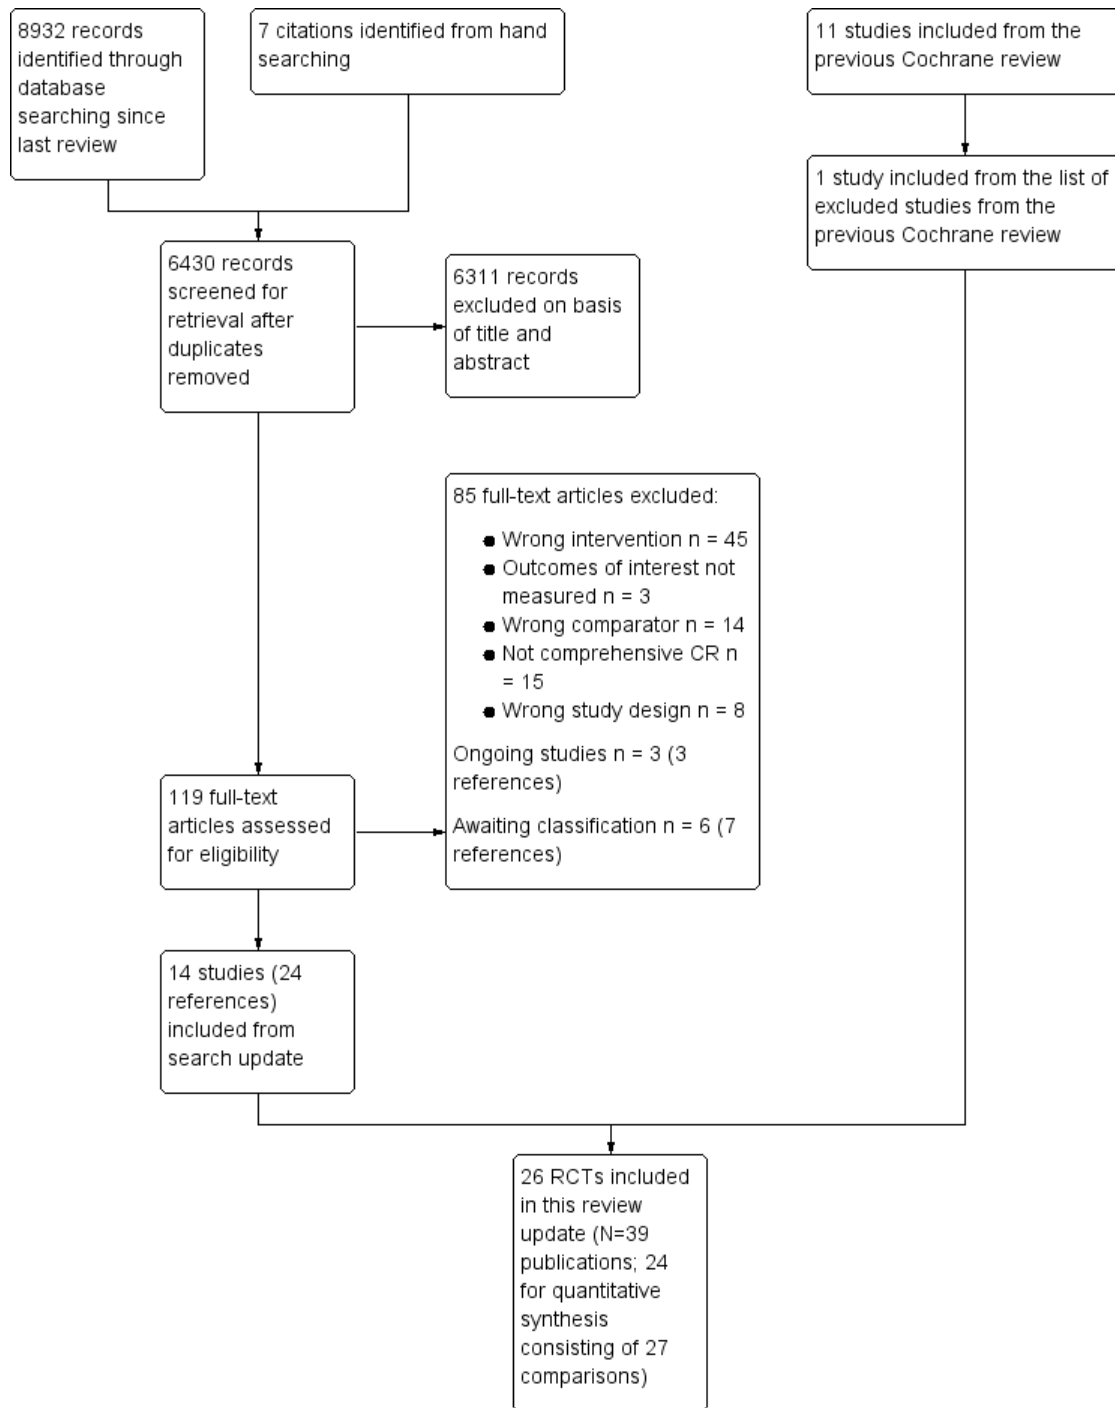 8932 records
identified through
database
searching since
last review
7 citations identified from hand
searching
11 studies included from the
previous Cochrane review
1 study included from the list of
excluded studies from the
previous Cochrane review
6430 records
screened for
retrieval after
duplicates
removed
6311 records
excluded on basis
of title and
abstract
85 full-text articles excluded:
● Wrong intervention n = 45
● Outcomes of interest not
measured n = 3
● Wrong comparator n = 14
● Not comprehensive CR n
= 15
● Wrong study design n = 8
Ongoing studies n = 3 (3
references)
Awaiting classification n = 6 (7
references)
119 full-text
articles assessed
for eligibility
14 studies (24
references)
included from
search update
26 RCTs included
in this review
update (N=39
publications; 24
for quantitative
synthesis
consisting of 27
comparisons)